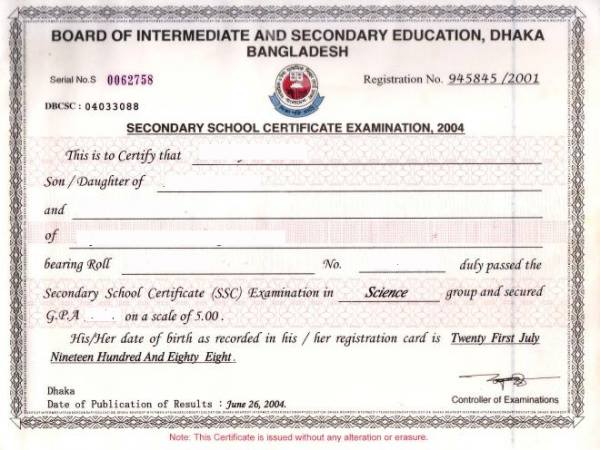 BOARD OF INTERMEDIATE AND SECONDARY EDUCATION, DHAKA
BANGLADESH
Serial No.S 0062758
Registration No. 945845 /2001
DBCSC : 04033088
SECONDARY SCHOOL CERTIFICATE EXAMINATION, 2004
This is to Certify that
Son / Daughter of
and
of
bearing Roll No. duly passed the
Secondary School Certificate (SSC) Examination in Science group and secured
G.P.A on a scale of 5.00 .
His/Her date of birth as recorded in his / her registration card is Twenty First July
Nineteen Hundred And Eighty Eight .
Dhaka
Date of Publication of Results : June 26, 2004.
Controller of Examinations
Note: This Certificate is issued without any alteration or erasure.